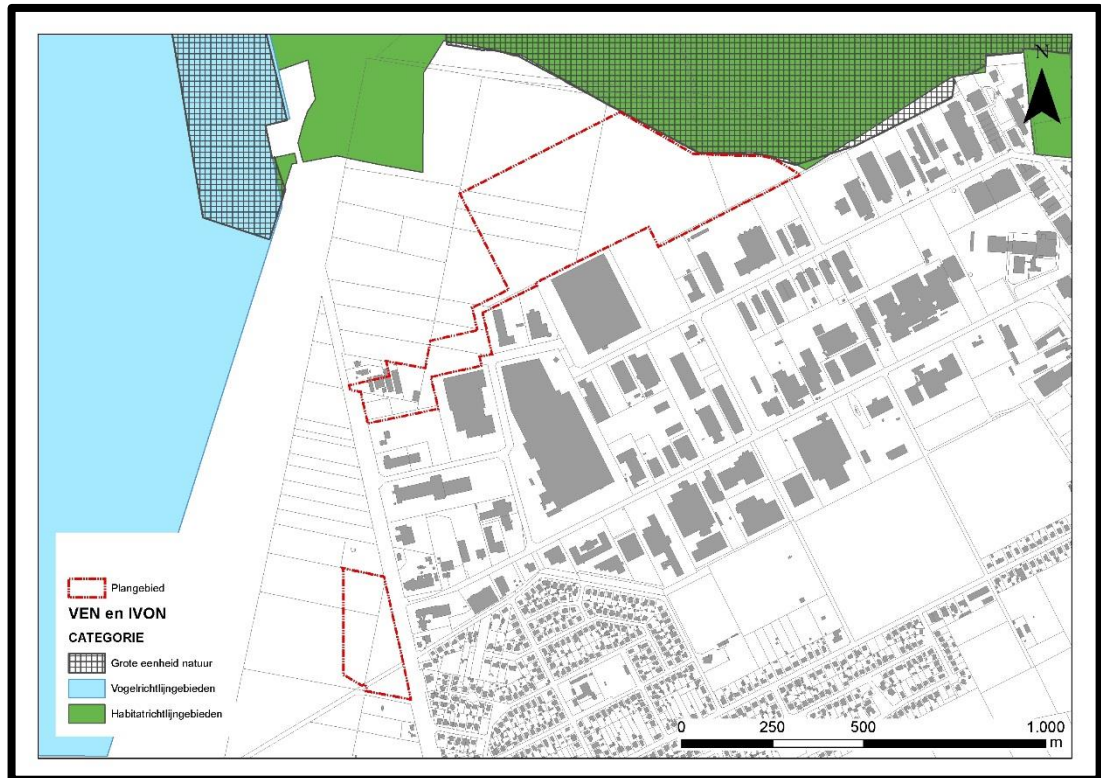 N
Plangebied
VEN en IVON
CATEGORIE
Grote eenheid natuur
Vogelrichtlijngebieden
Habitatrichtlijngebieden
0 250 500 1.000
m